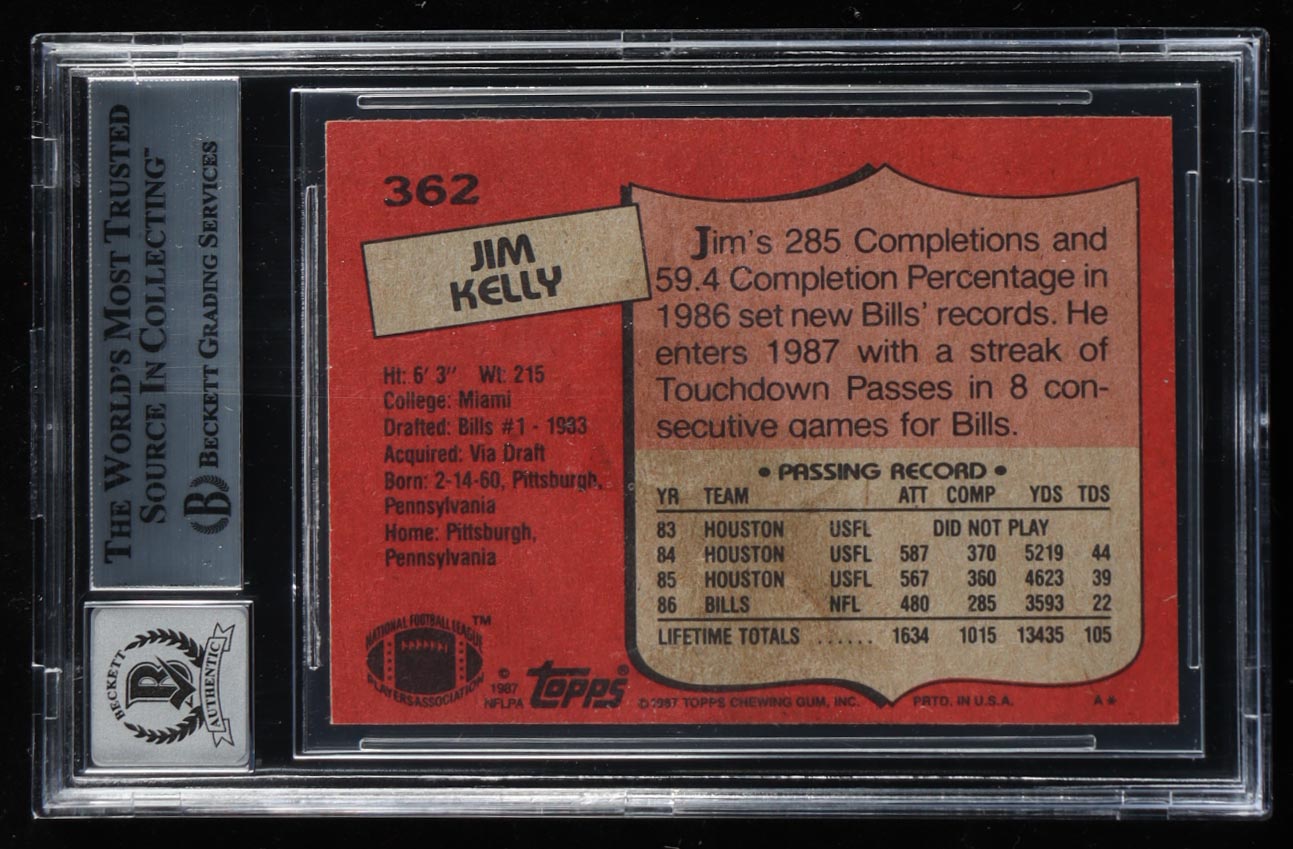 THE WORLD'S MOST TRUSTED
SOURCE IN COLLECTING™
BECKETT GRADING SERVICES
BECKETT
AUTHENTIC
362
JIM
KELLY
Ht: 6' 3" Wt: 215
College: Miami
Drafted: Bills #1 - 1983
Acquired: Via Draft
Born: 2-14-60, Pittsburgh,
Pennsylvania
Home: Pittsburgh,
Pennsylvania
NATIONAL FOOTBALL LEAGUE
PLAYERS ASSOCIATION
TM
©
1987
NFLPA
topps®
Jim's 285 Completions and
59.4 Completion Percentage in
1986 set new Bills' records. He
enters 1987 with a streak of
Touchdown Passes in 8 con-
secutive games for Bills.
• PASSING RECORD •
YR TEAM ATT COMP YDS TDS
83 HOUSTON USFL DID NOT PLAY
84 HOUSTON USFL 587 370 5219 44
85 HOUSTON USFL 567 360 4623 39
86 BILLS NFL 480 285 3593 22
LIFETIME TOTALS ...... 1634 1015 13435 105
©1987 TOPPS CHEWING GUM, INC. PRTD. IN U.S.A. A*